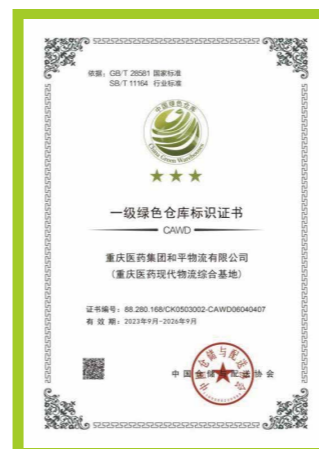 依据：GB/T 28581 国家标准
SB/T 11164 行业标准
中国绿色仓库
China Green Warehouse
一级绿色仓库标识证书
CAWD
重庆医药集团和平物流有限公司
（重庆医药现代物流综合基地）
证书编号：88.280.168/CK0503002-CAWD06040407
有 效 期：2023年9月-2026年9月
中国仓储与配送协会